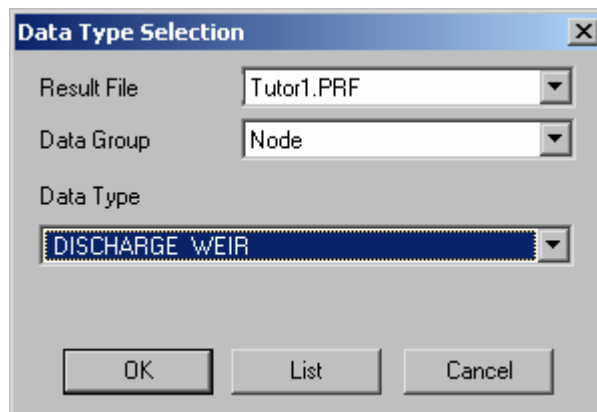 Data Type Selection
Result File Tutor1.PRF
Data Group Node
Data Type
DISCHARGE WEIR
OK List Cancel